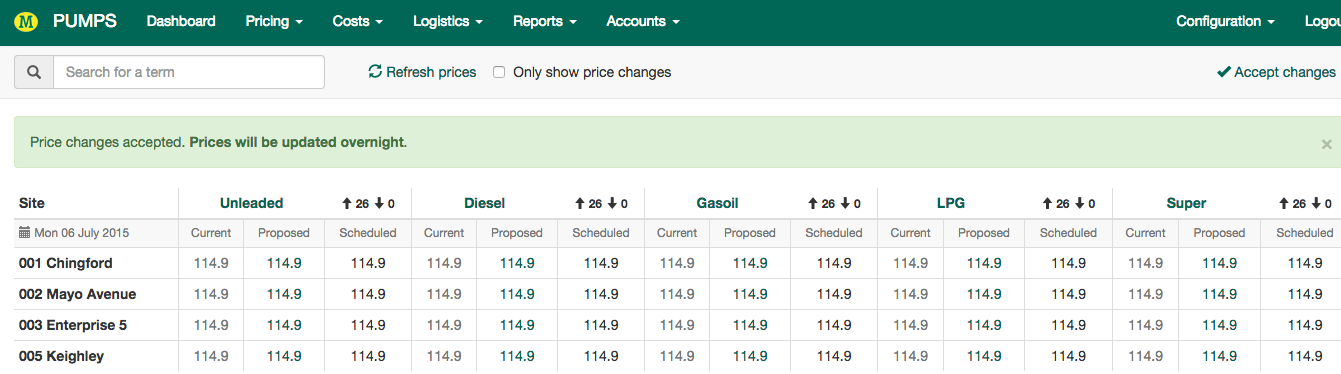 M PUMPS Dashboard Pricing Costs Logistics Reports Accounts Configuration
Search for a term Refresh prices Only show price changes Accept changes
Price changes accepted. Prices will be updated overnight. ×
Site Unleaded 26 0 Diesel 26 0 Gasoil 26 0 LPG 26 0 Super 26 0
Mon 06 July 2015 Current Proposed Scheduled Current Proposed Scheduled Current Proposed Scheduled Current Proposed Scheduled Current Proposed Scheduled
001 Chingford 114.9 114.9 114.9 114.9 114.9 114.9 114.9 114.9 114.9 114.9 114.9 114.9 114.9 114.9 114.9
002 Mayo Avenue 114.9 114.9 114.9 114.9 114.9 114.9 114.9 114.9 114.9 114.9 114.9 114.9 114.9 114.9 114.9
003 Enterprise 5 114.9 114.9 114.9 114.9 114.9 114.9 114.9 114.9 114.9 114.9 114.9 114.9 114.9 114.9 114.9
005 Keighley 114.9 114.9 114.9 114.9 114.9 114.9 114.9 114.9 114.9 114.9 114.9 114.9 114.9 114.9 114.9